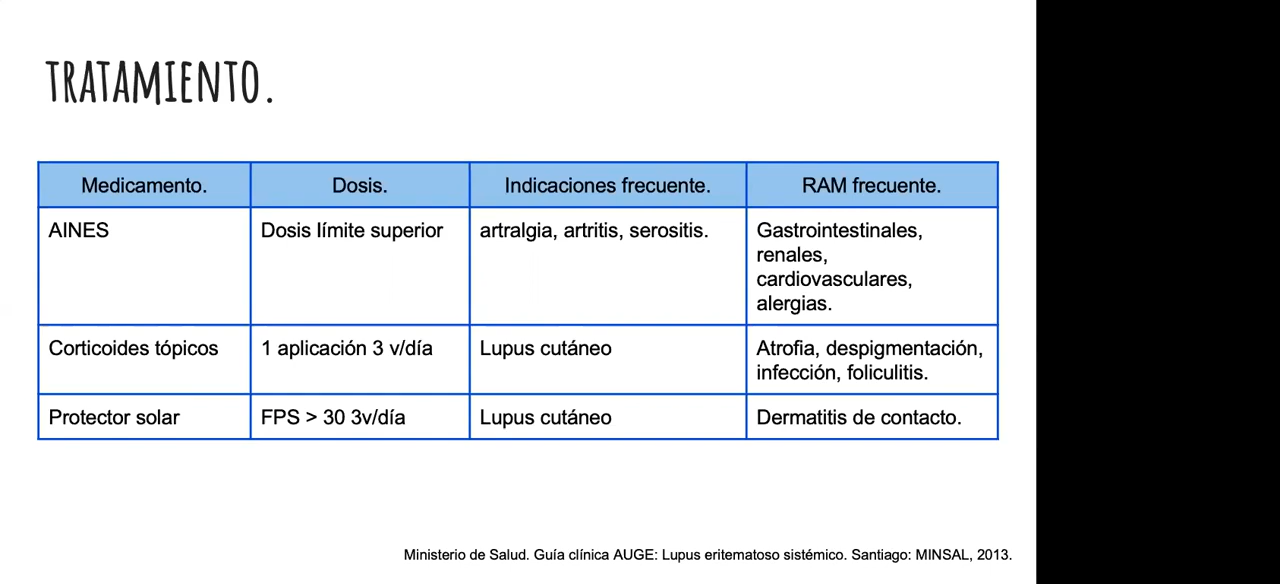 TRATAMIENTO.
Medicamento. Dosis. Indicaciones frecuente. RAM frecuente.
AINES Dosis límite superior artralgia, artritis, serositis. Gastrointestinales,
renales,
cardiovasculares,
alergias.
Corticoides tópicos 1 aplicación 3 v/día Lupus cutáneo Atrofia, despigmentación,
infección, foliculitis.
Protector solar FPS > 30 3v/día Lupus cutáneo Dermatitis de contacto.
Ministerio de Salud. Guía clínica AUGE: Lupus eritematoso sistémico. Santiago: MINSAL, 2013.